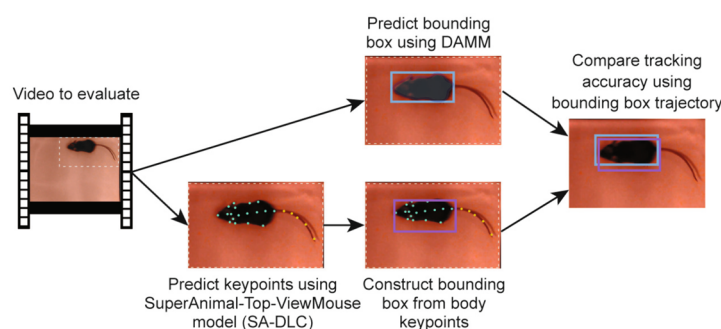 Video to evaluate
Predict bounding
box using DAMM
Compare tracking
accuracy using
bounding box trajectory
Predict keypoints using
SuperAnimal-Top-ViewMouse
model (SA-DLC)
Construct bounding
box from body
keypoints